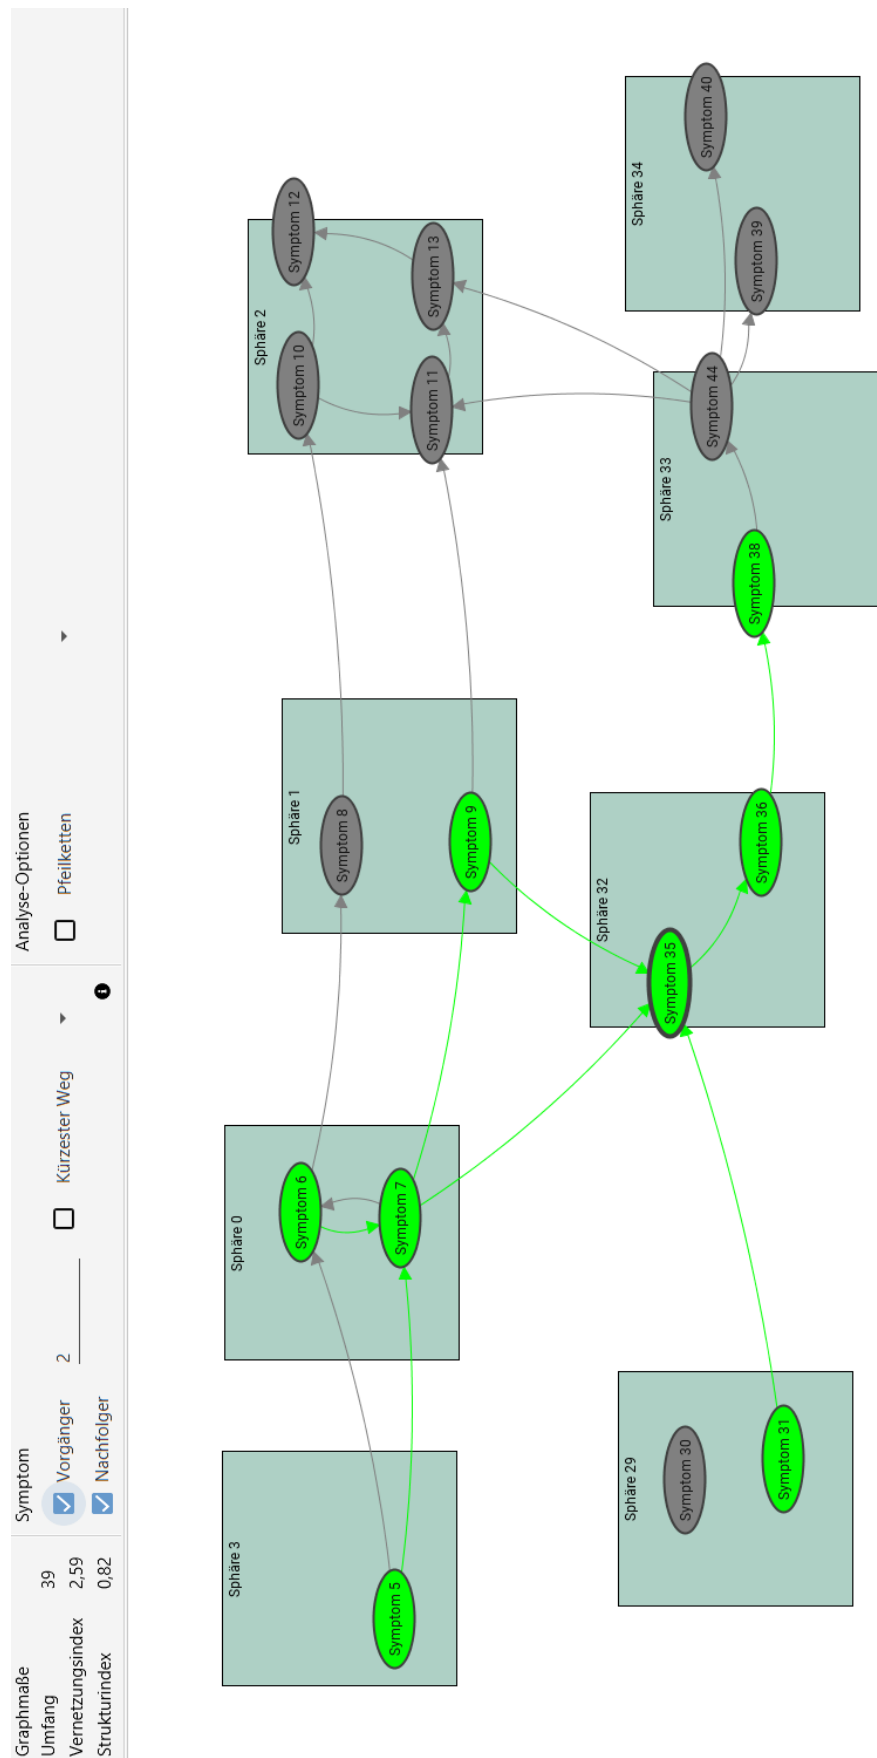 Graphmaße
Umfang 39
Vernetzungsindex 2,59
Strukturindex 0,82
Symptom
Vorgänger 2
Nachfolger
Kürzester Weg
Analyse-Optionen
Pfeilketten
Sphäre 3
Symptom 5
Sphäre 0
Symptom 6
Symptom 7
Sphäre 1
Symptom 8
Symptom 9
Sphäre 2
Symptom 10
Symptom 12
Symptom 11
Symptom 13
Sphäre 29
Symptom 30
Symptom 31
Sphäre 32
Symptom 35
Symptom 36
Sphäre 33
Symptom 38
Symptom 44
Sphäre 34
Symptom 39
Symptom 40